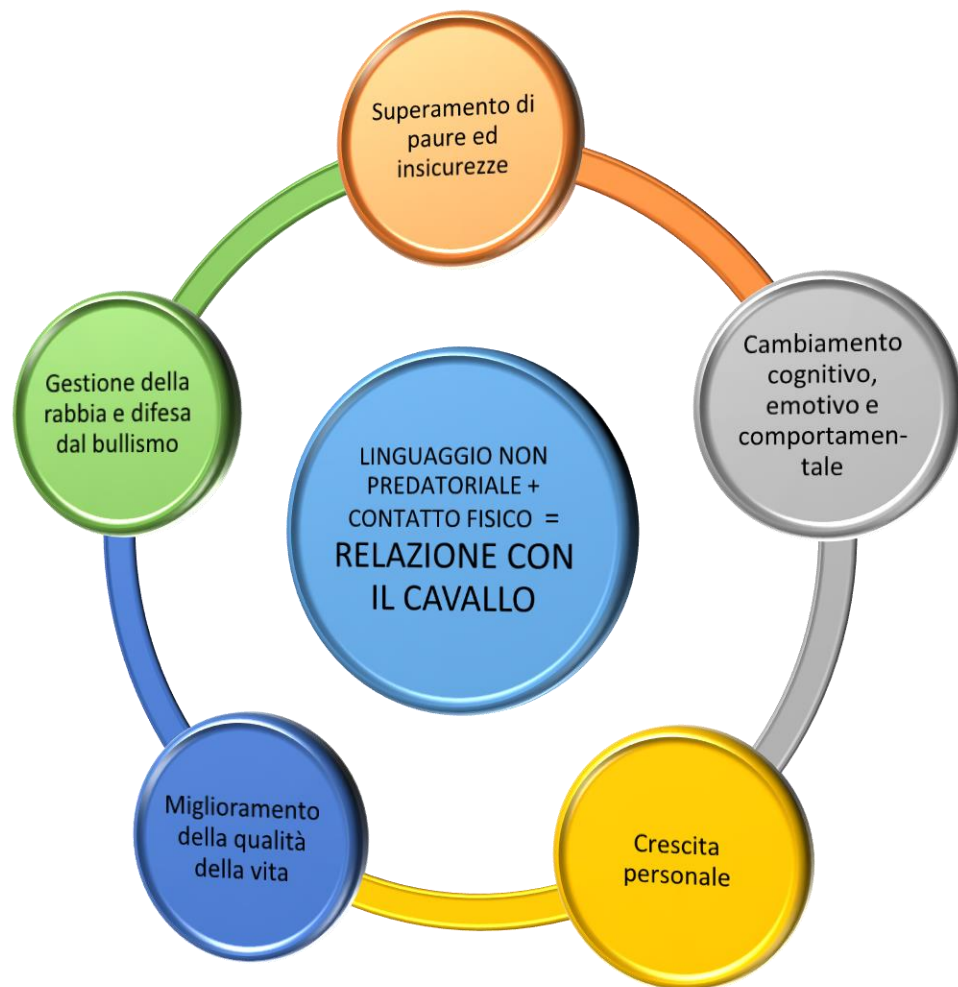 Superamento di
paure ed
insicurezze
Cambiamento
cognitivo,
emotivo e
comportamen-
tale
Gestione della
rabbia e difesa
dal bullismo
LINGUAGGIO NON
PREDATORIALE +
CONTATTO FISICO =
RELAZIONE CON
IL CAVALLO
Miglioramento
della qualità
della vita
Crescita
personale